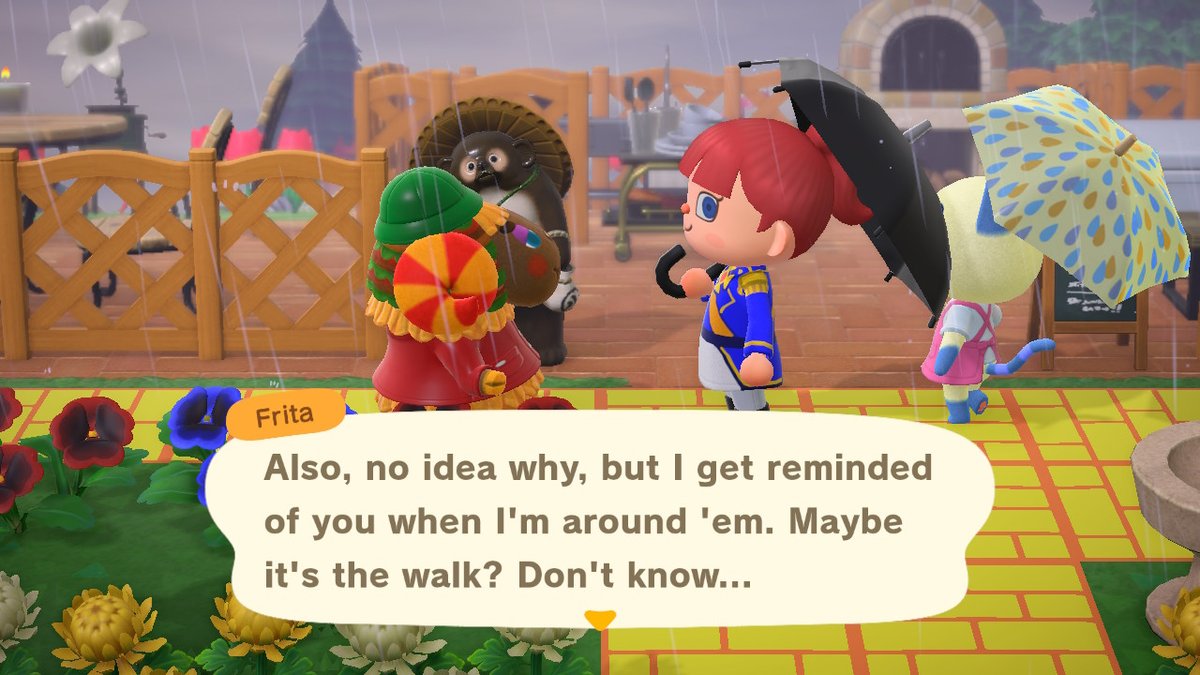 Frita
Also, no idea why, but I get reminded
of you when I'm around 'em. Maybe
it's the walk? Don't know...